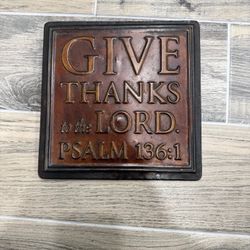 GIVE
THANKS
to the LORD.
PSALM 136:1